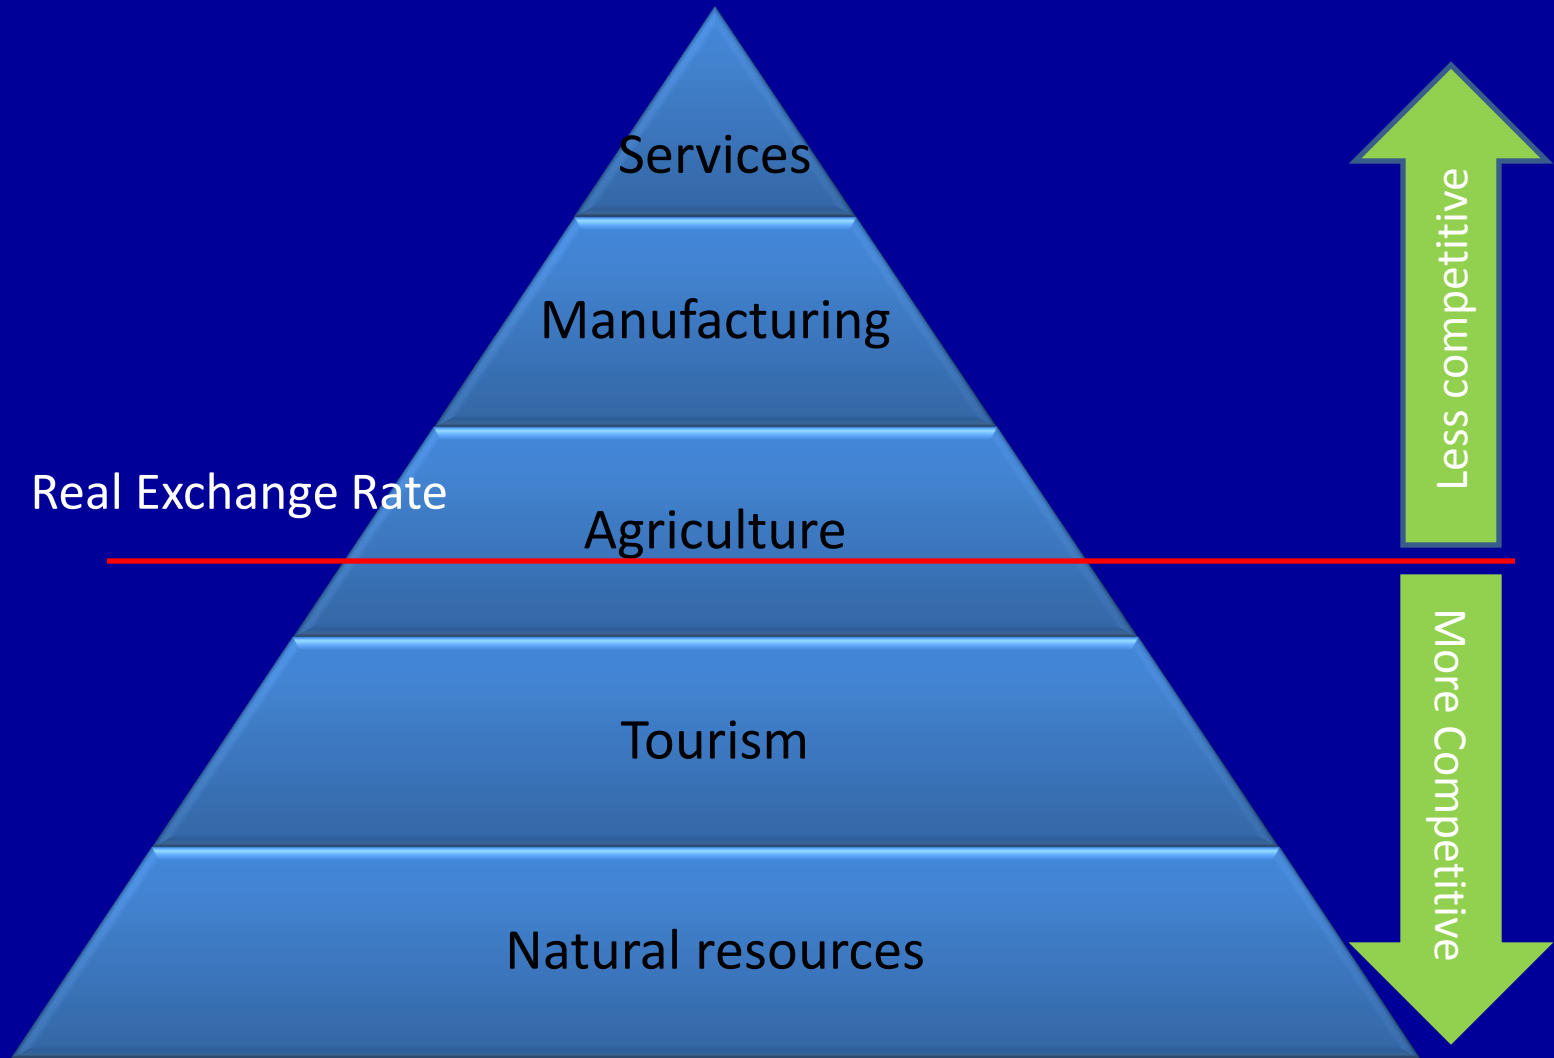 Services
Manufacturing
Real Exchange Rate
Agriculture
Tourism
Natural resources
Less competitive
More Competitive